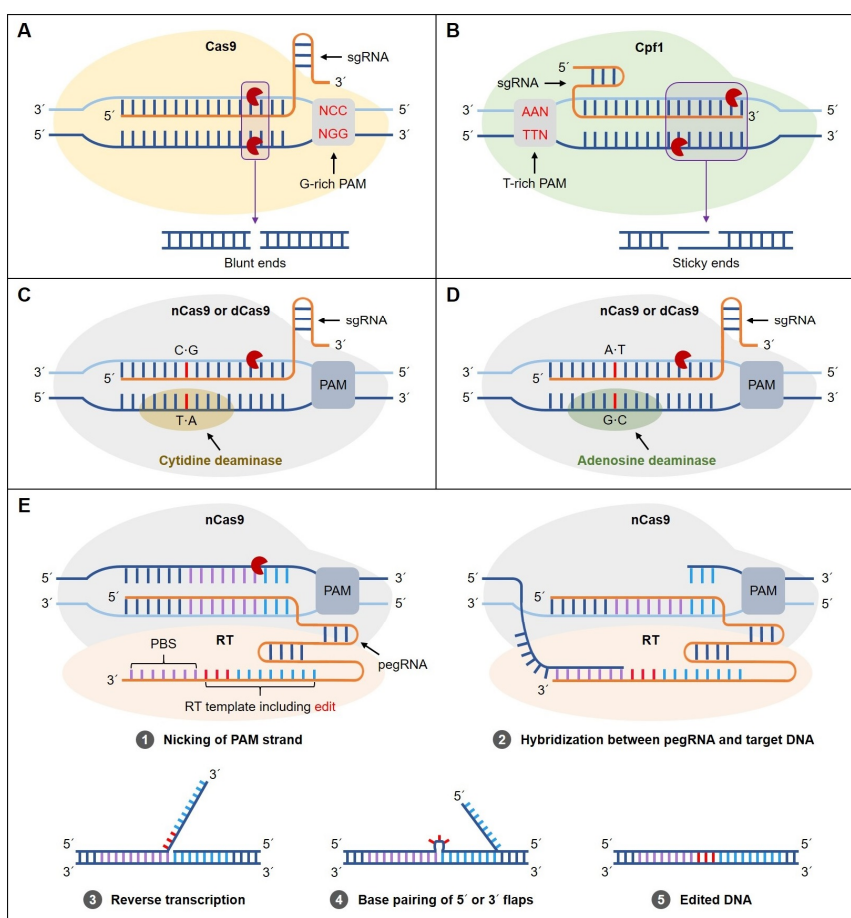 A
Cas9
sgRNA
3´
3´
5´
NCC
5´
5´
NGG
3´
G-rich PAM
Blunt ends
B
Cpf1
5´
sgRNA
3´
AAN
3´
5´
5´
TTN
3´
T-rich PAM
Sticky ends
C
nCas9 or dCas9
sgRNA
3´
C·G
3´
5´
5´
PAM
5´
3´
T·A
Cytidine deaminase
D
nCas9 or dCas9
sgRNA
3´
A·T
3´
5´
5´
PAM
5´
3´
G·C
Adenosine deaminase
E
nCas9
5´
3´
5´
PAM
3´
5´
RT
PBS
pegRNA
3´
RT template including edit
1 Nicking of PAM strand
nCas9
5´
3´
5´
PAM
3´
5´
RT
3´
2 Hybridization between pegRNA and target DNA
3´
5´
5´
3´
3´
3 Reverse transcription
5´
5´
5´
3´
3´
4 Base pairing of 5´ or 3´ flaps
5´
5´
3´
3´
5 Edited DNA